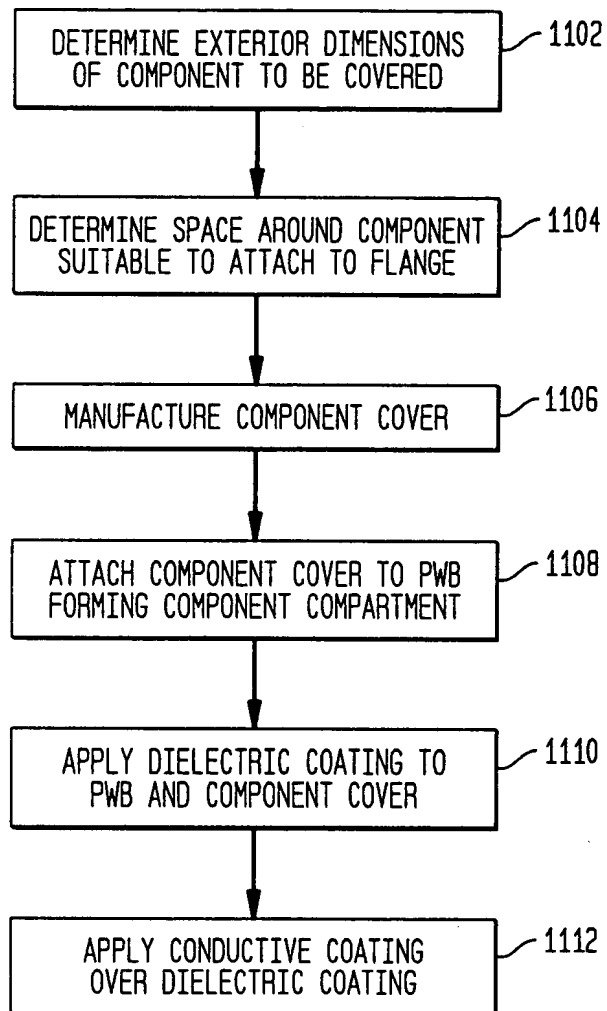 DETERMINE EXTERIOR DIMENSIONS
OF COMPONENT TO BE COVERED
1102
DETERMINE SPACE AROUND COMPONENT
SUITABLE TO ATTACH TO FLANGE
1104
MANUFACTURE COMPONENT COVER
1106
ATTACH COMPONENT COVER TO PWB
FORMING COMPONENT COMPARTMENT
1108
APPLY DIELECTRIC COATING TO
PWB AND COMPONENT COVER
1110
APPLY CONDUCTIVE COATING
OVER DIELECTRIC COATING
1112